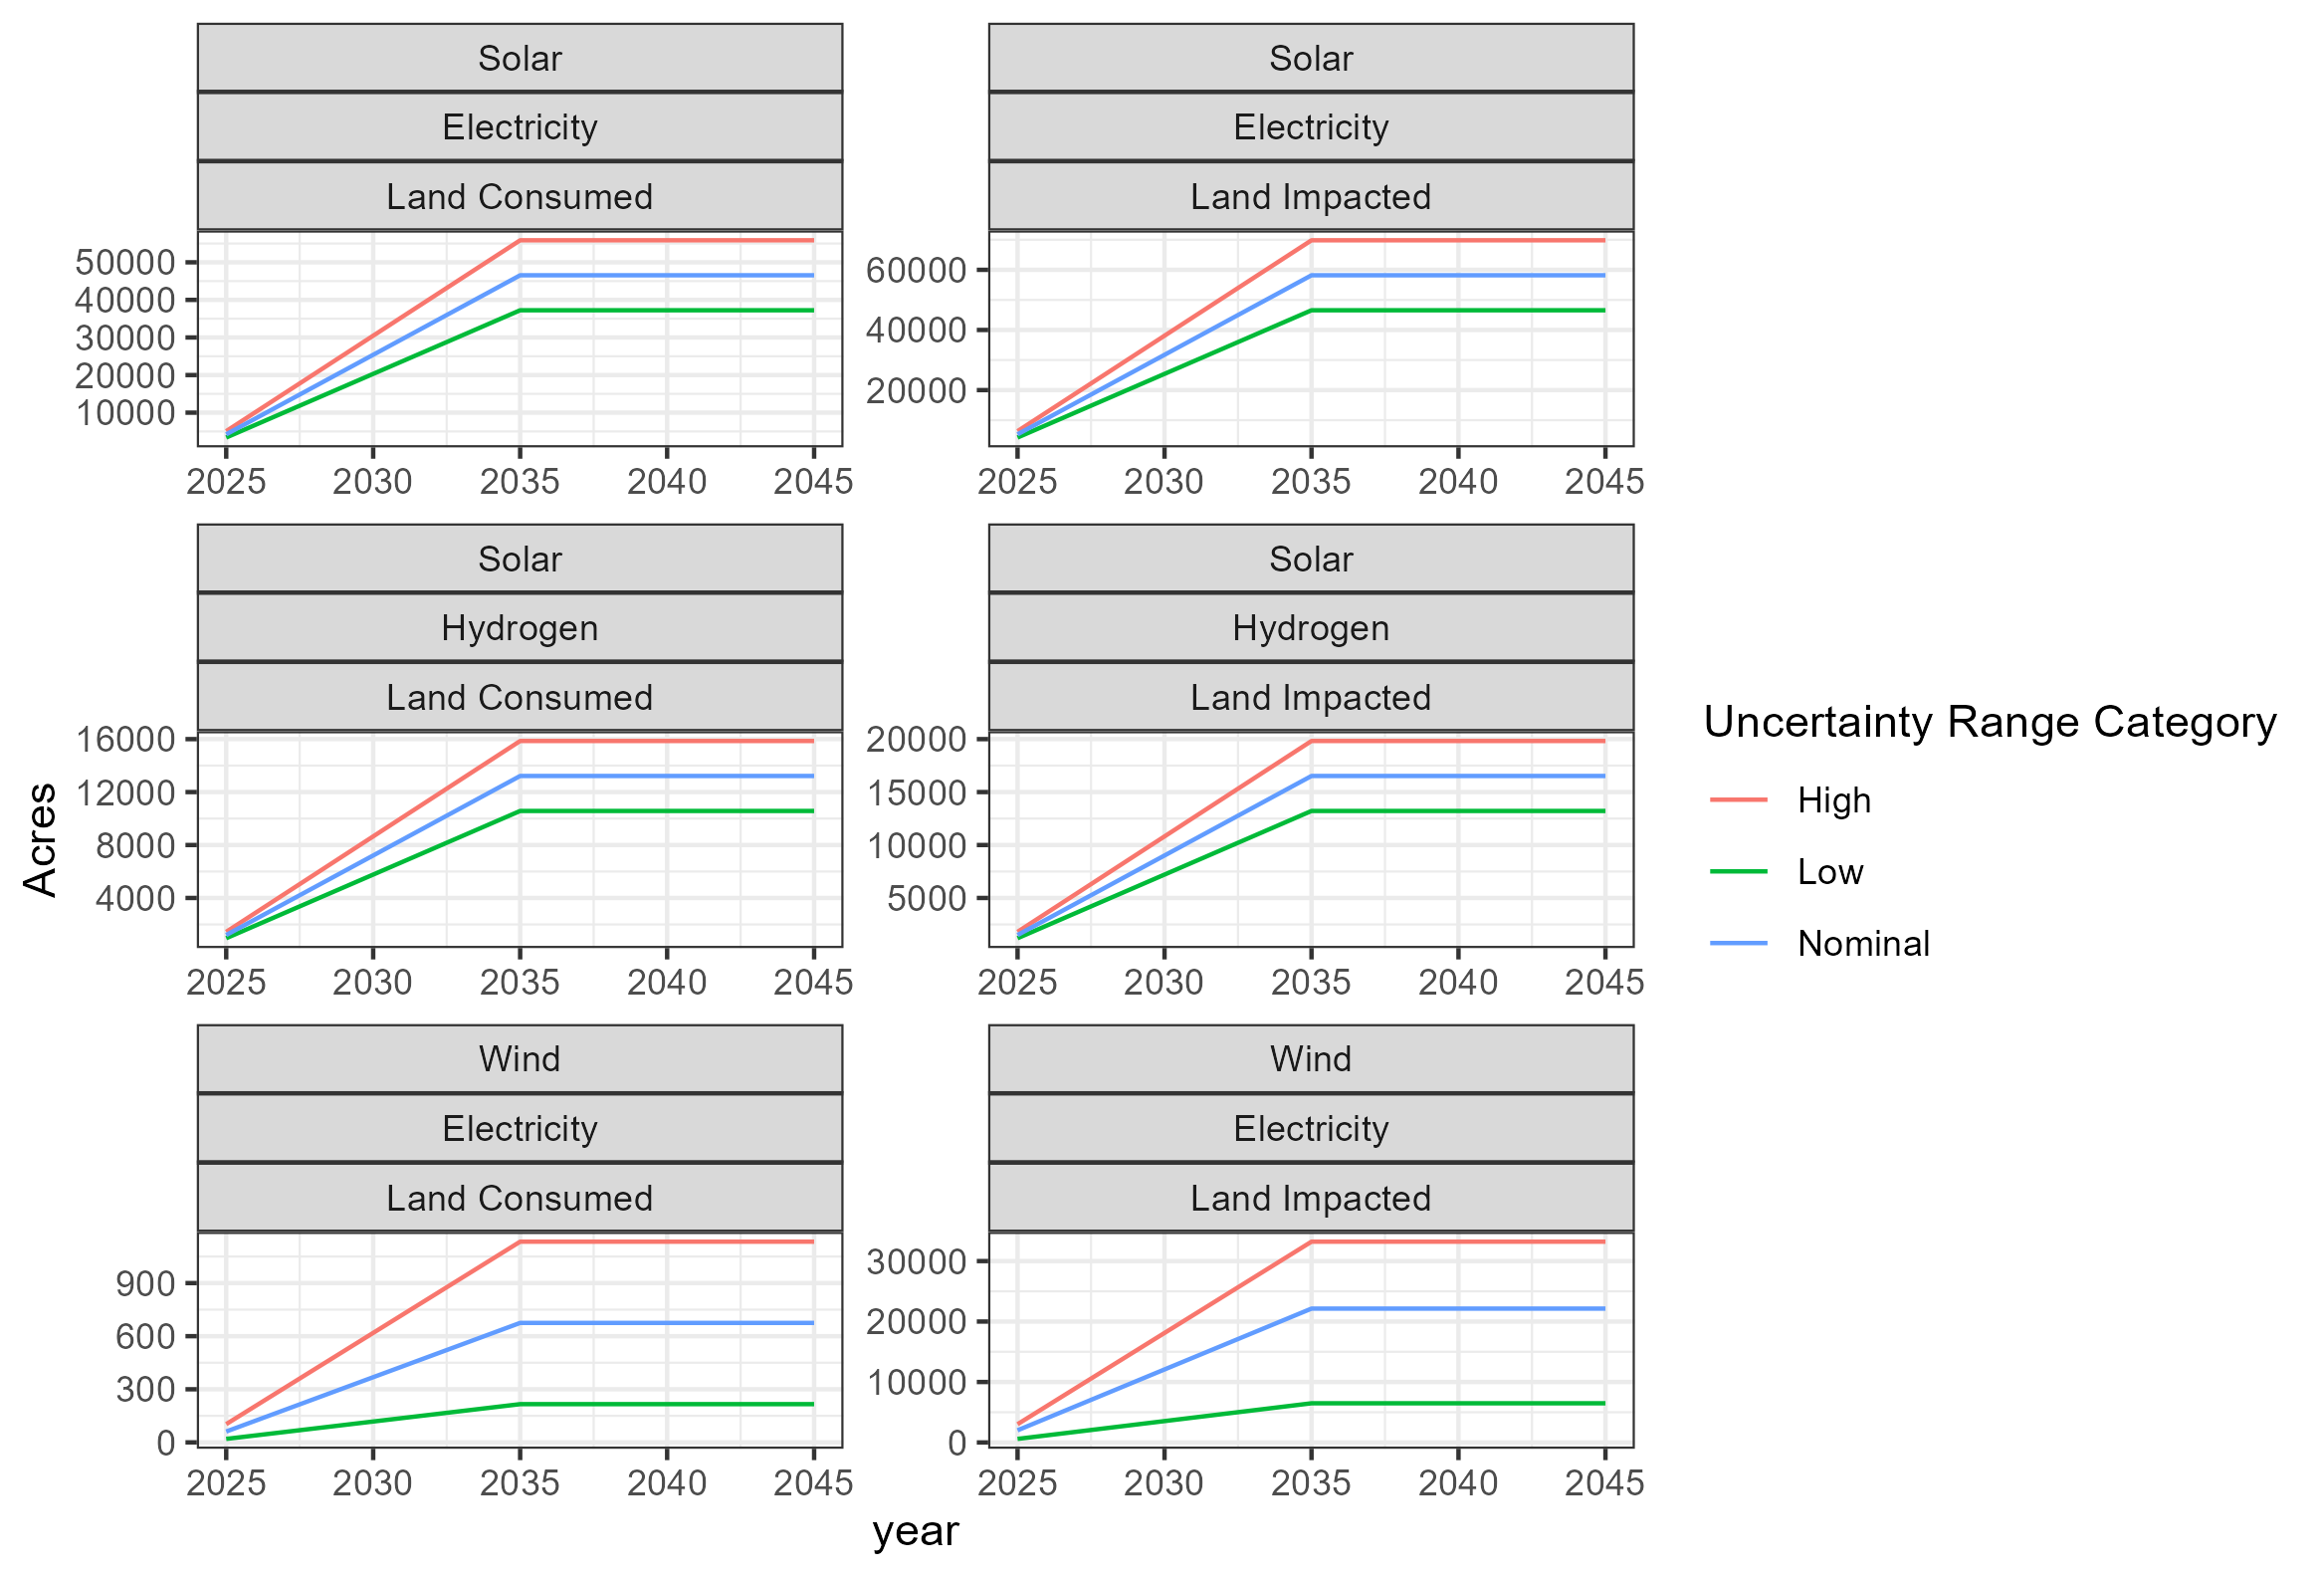 Solar
Electricity
Land Consumed
50000
40000
30000
20000
10000
2025 2030 2035 2040 2045
Solar
Electricity
Land Impacted
60000
40000
20000
2025 2030 2035 2040 2045
Solar
Hydrogen
Land Consumed
16000
12000
8000
4000
2025 2030 2035 2040 2045
Solar
Hydrogen
Land Impacted
20000
15000
10000
5000
2025 2030 2035 2040 2045
Wind
Electricity
Land Consumed
900
600
300
0
2025 2030 2035 2040 2045
Wind
Electricity
Land Impacted
30000
20000
10000
0
2025 2030 2035 2040 2045
Acres
year
Uncertainty Range Category
High
Low
Nominal